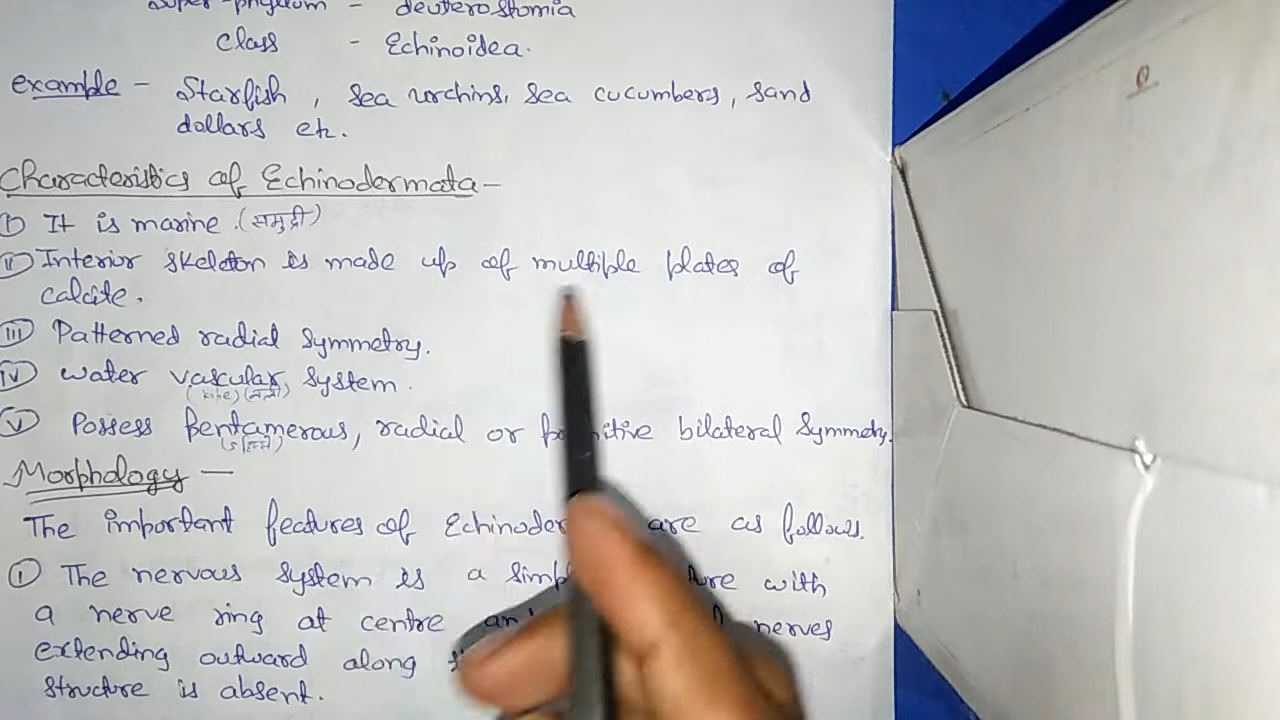 Super-phylum - deuterostomia
Class - Echinoidea.
example - Starfish, Sea urchins, Sea cucumbers, Sand
dollars etc.
Characteristics of Echinodermata -
(i) It is marine. (समुद्री)
(ii) Interior skeleton is made up of multiple plates of
calcite.
(iii) Patterned radial symmetry.
(iv) water vascular system.
(v) Possess Pentamerous, radial or bilateral Symmetry.
Morphology -
The important features of are as follows.
(i) The nervous system is a with
a nerve ring at centre nerves
extending outward along
structure is absent.